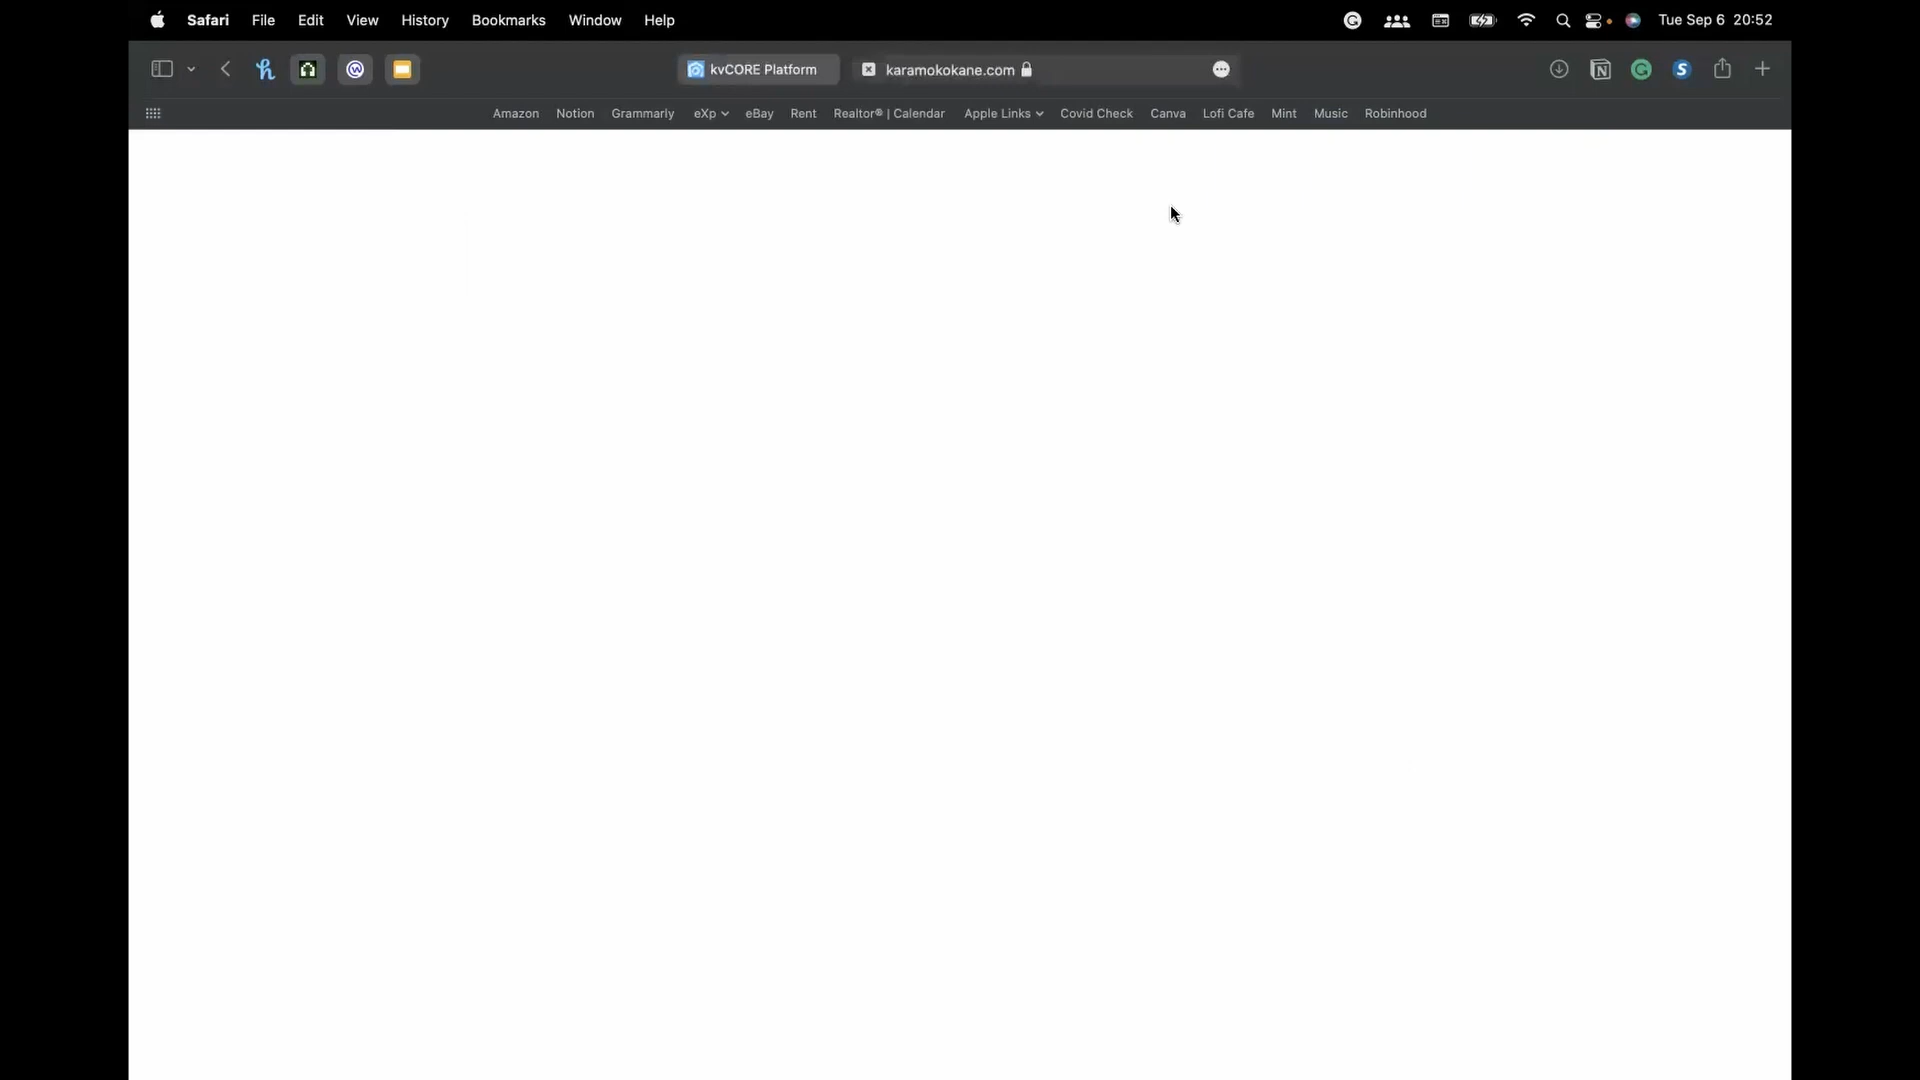 Safari File Edit View History Bookmarks Window Help Tue Sep 6 20:52
kvCORE Platform karamokokane.com
Amazon Notion Grammarly eXp eBay Rent Realtor® | Calendar Apple Links Covid Check Canva Lofi Cafe Mint Music Robinhood